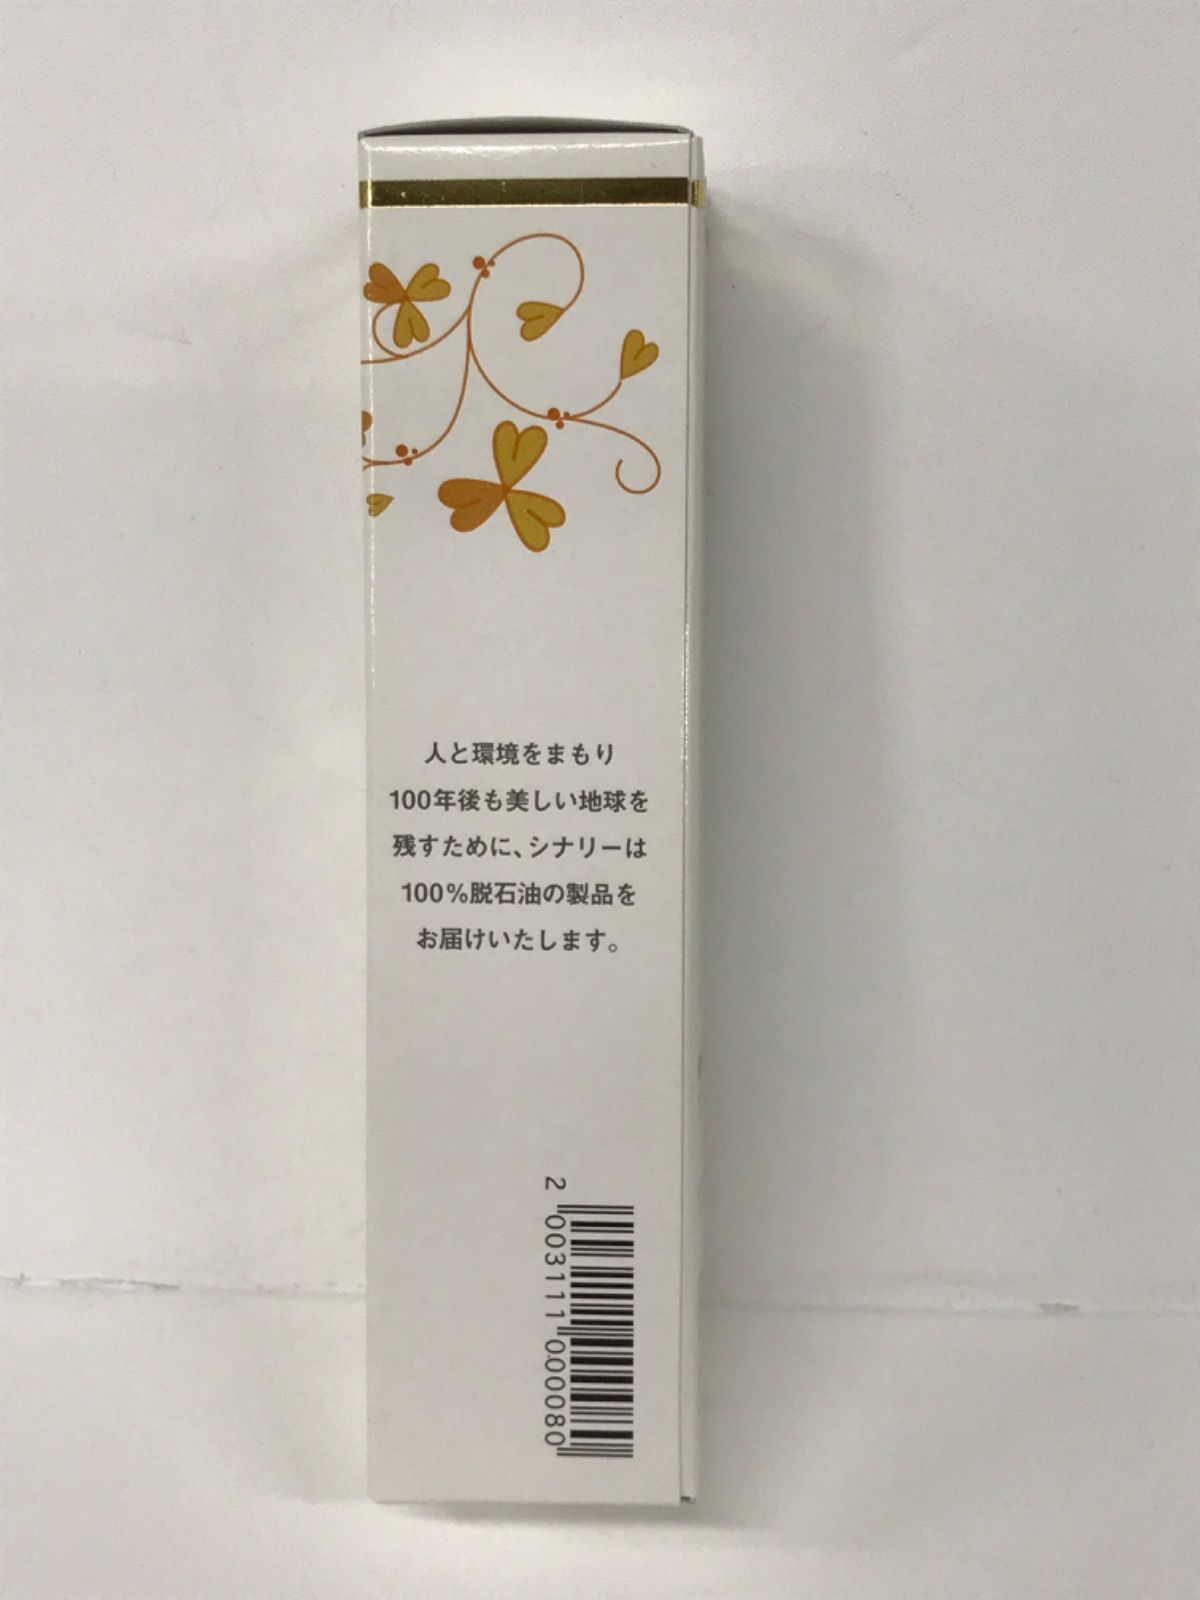 人と環境をまもり
100年後も美しい地球を
残すために、シナリーは
100%脱石油の製品を
お届けいたします。
2 003111 000080